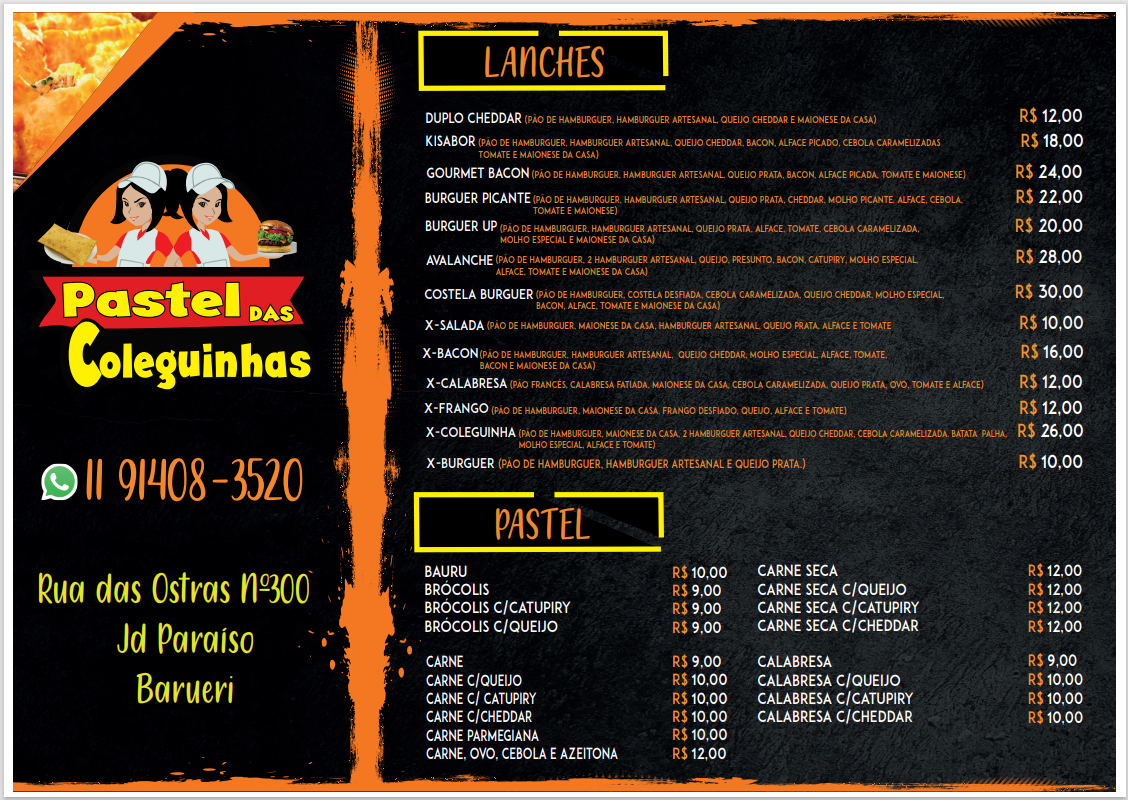 Pastel DAS
Coleguinhas
11 91408-3520
Rua das Ostras Nº300
Jd Paraíso
Barueri
LANCHES
DUPLO CHEDDAR (PÃO DE HAMBURGUER, HAMBURGUER ARTESANAL, QUEIJO CHEDDAR E MAIONESE DA CASA) R$ 12,00
KISABOR (PÃO DE HAMBURGUER, HAMBURGUER ARTESANAL, QUEIJO CHEDDAR, BACON, ALFACE PICADO, CEBOLA CARAMELIZADAS R$ 18,00
TOMATE E MAIONESE DA CASA)
GOURMET BACON (PÃO DE HAMBURGUER, HAMBURGUER ARTESANAL, QUEIJO PRATA, BACON, ALFACE PICADA, TOMATE E MAIONESE) R$ 24,00
BURGUER PICANTE (PÃO DE HAMBURGUER, HAMBURGUER ARTESANAL, QUEIJO PRATA, CHEDDAR, MOLHO PICANTE, ALFACE, CEBOLA, R$ 22,00
TOMATE E MAIONESE)
BURGUER UP (PÃO DE HAMBURGUER, HAMBURGUER ARTESANAL, QUEIJO PRATA, ALFACE, TOMATE, CEBOLA CARAMELIZADA, R$ 20,00
MOLHO ESPECIAL E MAIONESE DA CASA)
AVALANCHE (PÃO DE HAMBURGUER, 2 HAMBURGUER ARTESANAL, QUEIJO, PRESUNTO, BACON, CATUPIRY, MOLHO ESPECIAL, R$ 28,00
ALFACE, TOMATE E MAIONESE DA CASA)
COSTELA BURGUER (PÃO DE HAMBURGUER, COSTELA DESFIADA, CEBOLA CARAMELIZADA, QUEIJO CHEDDAR, MOLHO ESPECIAL, R$ 30,00
BACON, ALFACE, TOMATE E MAIONESE DA CASA)
X-SALADA (PÃO DE HAMBURGUER, MAIONESE DA CASA, HAMBURGUER ARTESANAL, QUEIJO PRATA, ALFACE E TOMATE R$ 10,00
X-BACON (PÃO DE HAMBURGUER, HAMBURGUER ARTESANAL, QUEIJO CHEDDAR, MOLHO ESPECIAL, ALFACE, TOMATE, R$ 16,00
BACON E MAIONESE DA CASA)
X-CALABRESA (PÃO FRANCÊS, CALABRESA FATIADA, MAIONESE DA CASA, CEBOLA CARAMELIZADA, QUEIJO PRATA, OVO, TOMATE E ALFACE) R$ 12,00
X-FRANGO (PÃO DE HAMBURGUER, MAIONESE DA CASA, FRANGO DESFIADO, QUEIJO, ALFACE E TOMATE) R$ 12,00
X-COLEGUINHA (PÃO DE HAMBURGUER, MAIONESE DA CASA, 2 HAMBURGUER ARTESANAL, QUEIJO CHEDDAR, CEBOLA CARAMELIZADA, BATATA PALHA, R$ 26,00
MOLHO ESPECIAL, ALFACE E TOMATE)
X-BURGUER (PÃO DE HAMBURGUER, HAMBURGUER ARTESANAL E QUEIJO PRATA.) R$ 10,00
PASTEL
BAURU R$ 10,00
BRÓCOLIS R$ 9,00
BRÓCOLIS C/CATUPIRY R$ 9,00
BRÓCOLIS C/QUEIJO R$ 9,00
CARNE R$ 9,00
CARNE C/QUEIJO R$ 10,00
CARNE C/ CATUPIRY R$ 10,00
CARNE C/CHEDDAR R$ 10,00
CARNE PARMEGIANA R$ 10,00
CARNE, OVO, CEBOLA E AZEITONA R$ 12,00
CARNE SECA R$ 12,00
CARNE SECA C/QUEIJO R$ 12,00
CARNE SECA C/CATUPIRY R$ 12,00
CARNE SECA C/CHEDDAR R$ 12,00
CALABRESA R$ 9,00
CALABRESA C/QUEIJO R$ 10,00
CALABRESA C/CATUPIRY R$ 10,00
CALABRESA C/CHEDDAR R$ 10,00